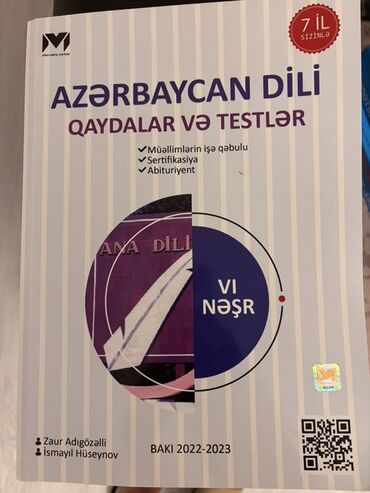 7 İL
SİZİNLƏ
AZƏRBAYCAN DİLİ
QAYDALAR VƏ TESTLƏR
Müəllimlərin işə qəbulu
Sertifikasiya
Abituriyent
ANA DİLİ
VI
NƏŞR
Zaur Adıgözəlli
İsmayıl Hüseynov
BAKI 2022-2023